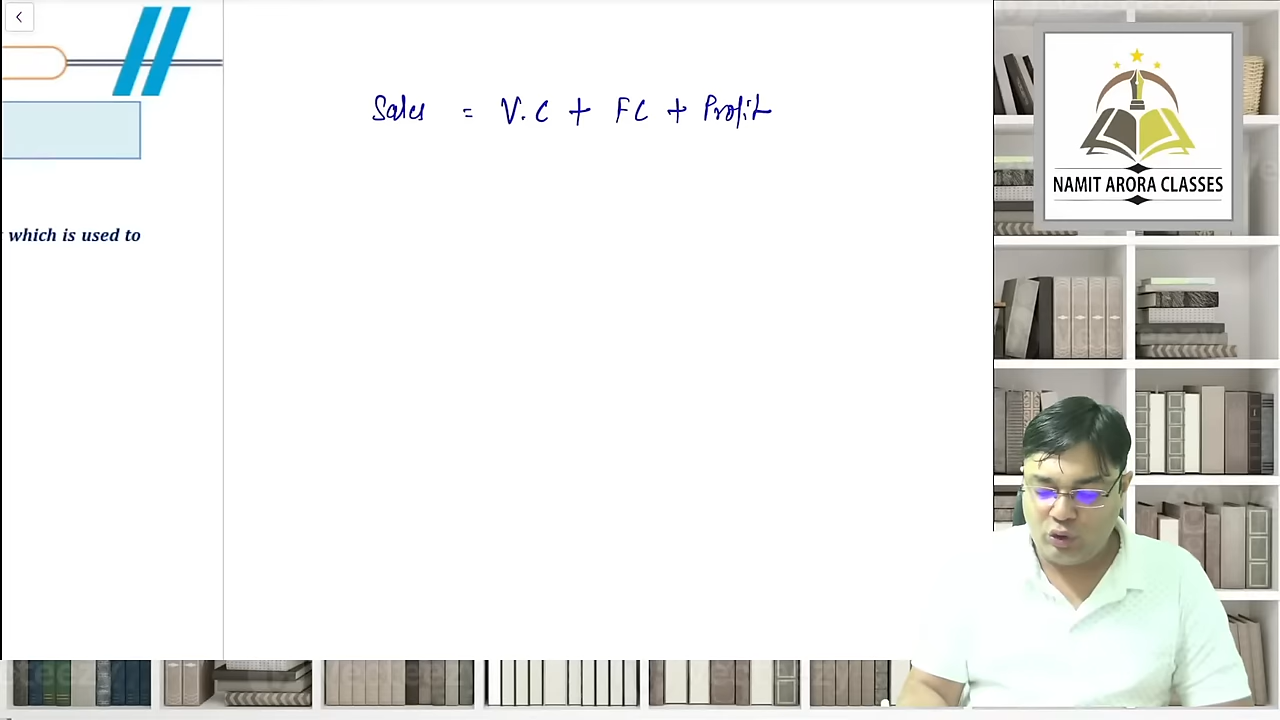 Sales = V.C + FC + Profit
NAMIT ARORA CLASSES
which is used to